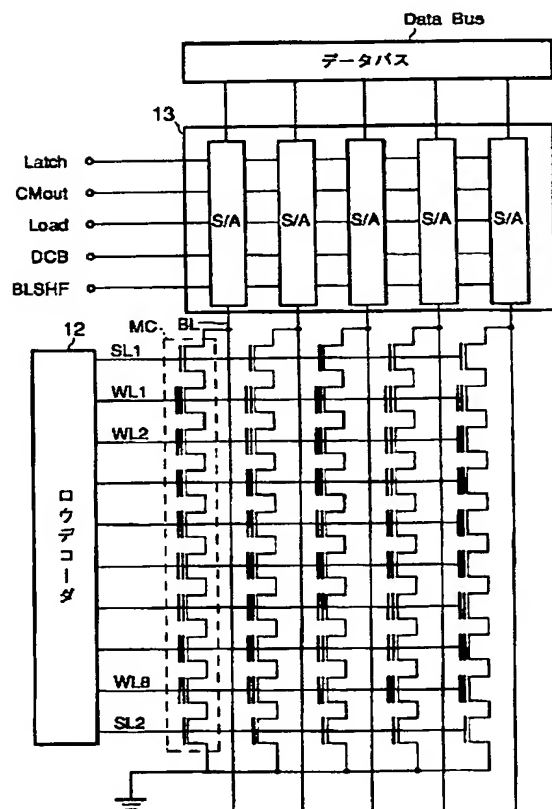 Data Bus
データバス
13
Latch
CMout
Load
DCB
BLSHF
S/A
S/A
S/A
S/A
S/A
12
MC
BL
SL1
WL1
WL2
ロウデコーダ
WL8
SL2